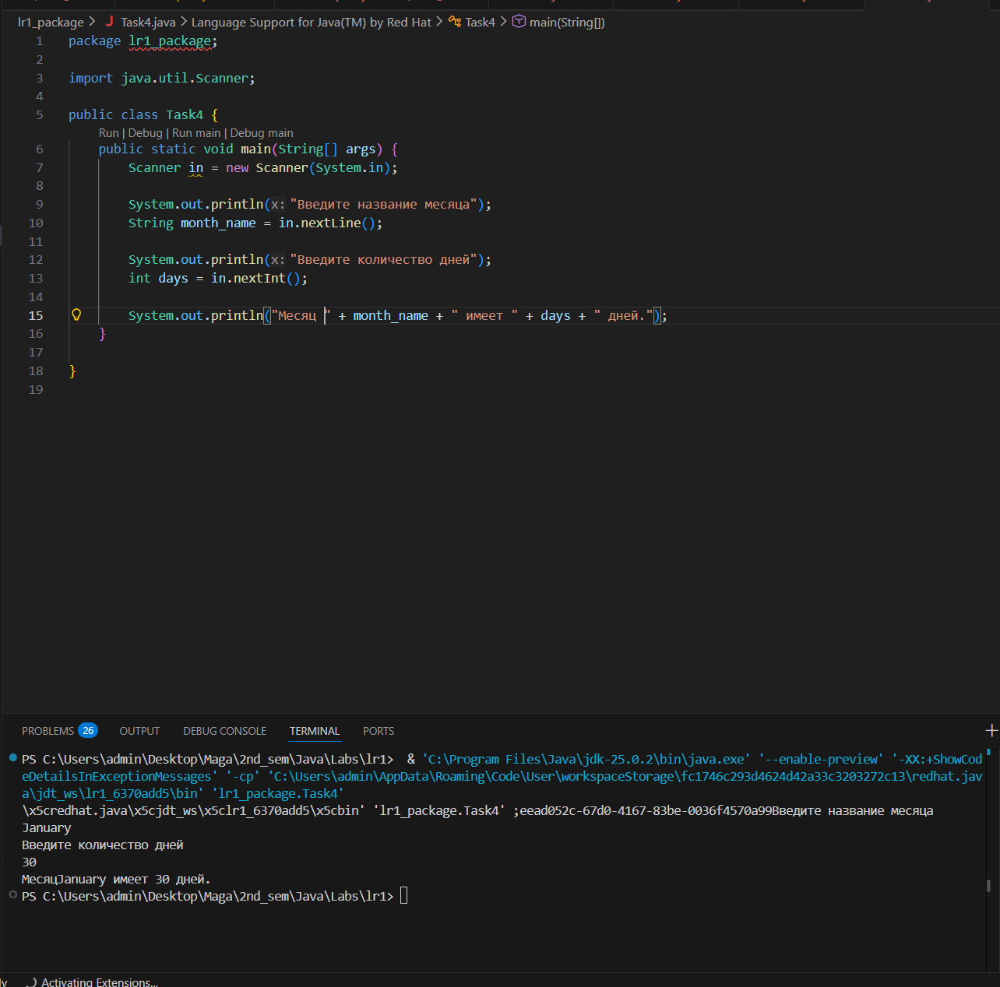 lr1_package > J Task4.java > Language Support for Java(TM) by Red Hat > Task4 > main(String[])
1 package lr1_package;
2
3 import java.util.Scanner;
4
5 public class Task4 {
Run | Debug | Run main | Debug main
6 public static void main(String[] args) {
7 Scanner in = new Scanner(System.in);
8
9 System.out.println(x: "Введите название месяца");
10 String month_name = in.nextLine();
11
12 System.out.println(x: "Введите количество дней");
13 int days = in.nextInt();
14
15 System.out.println("Месяц " + month_name + " имеет " + days + " дней.");
16 }
17
18 }
19
PROBLEMS 26 OUTPUT DEBUG CONSOLE TERMINAL PORTS
PS C:\Users\admin\Desktop\Maga\2nd_sem\Java\Labs\lr1> & 'C:\Program Files\Java\jdk-25.0.2\bin\java.exe' '--enable-preview' '-XX:+ShowCod
eDetailsInExceptionMessages' '-cp' 'C:\Users\admin\AppData\Roaming\Code\User\workspaceStorage\fc1746c293d4624d42a33c3203272c13\redhat.jav
a\jdt_ws\lr1_6370add5\bin' 'lr1_package.Task4'
\x5credhat.java\x5cjdt_ws\x5clr1_6370add5\x5cbin' 'lr1_package.Task4' ;eead052c-67d0-4167-83be-0036f4570a99Введите название месяца
January
Введите количество дней
30
МесяцJanuary имеет 30 дней.
PS C:\Users\admin\Desktop\Maga\2nd_sem\Java\Labs\lr1>
Activating Extensions...